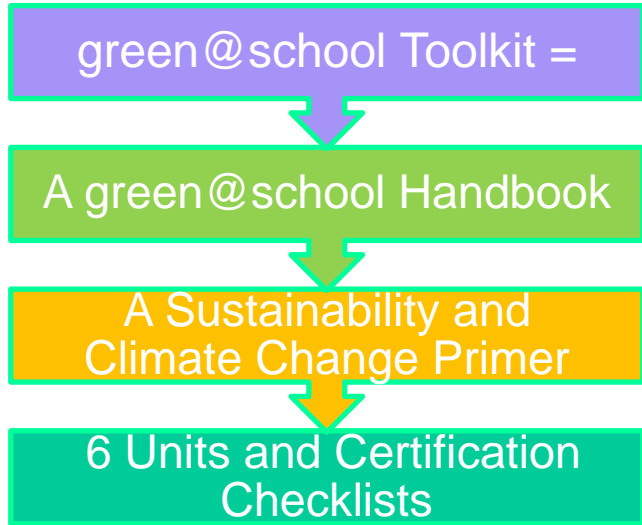 green@school Toolkit =
A green@school Handbook
A Sustainability and
Climate Change Primer
6 Units and Certification
Checklists